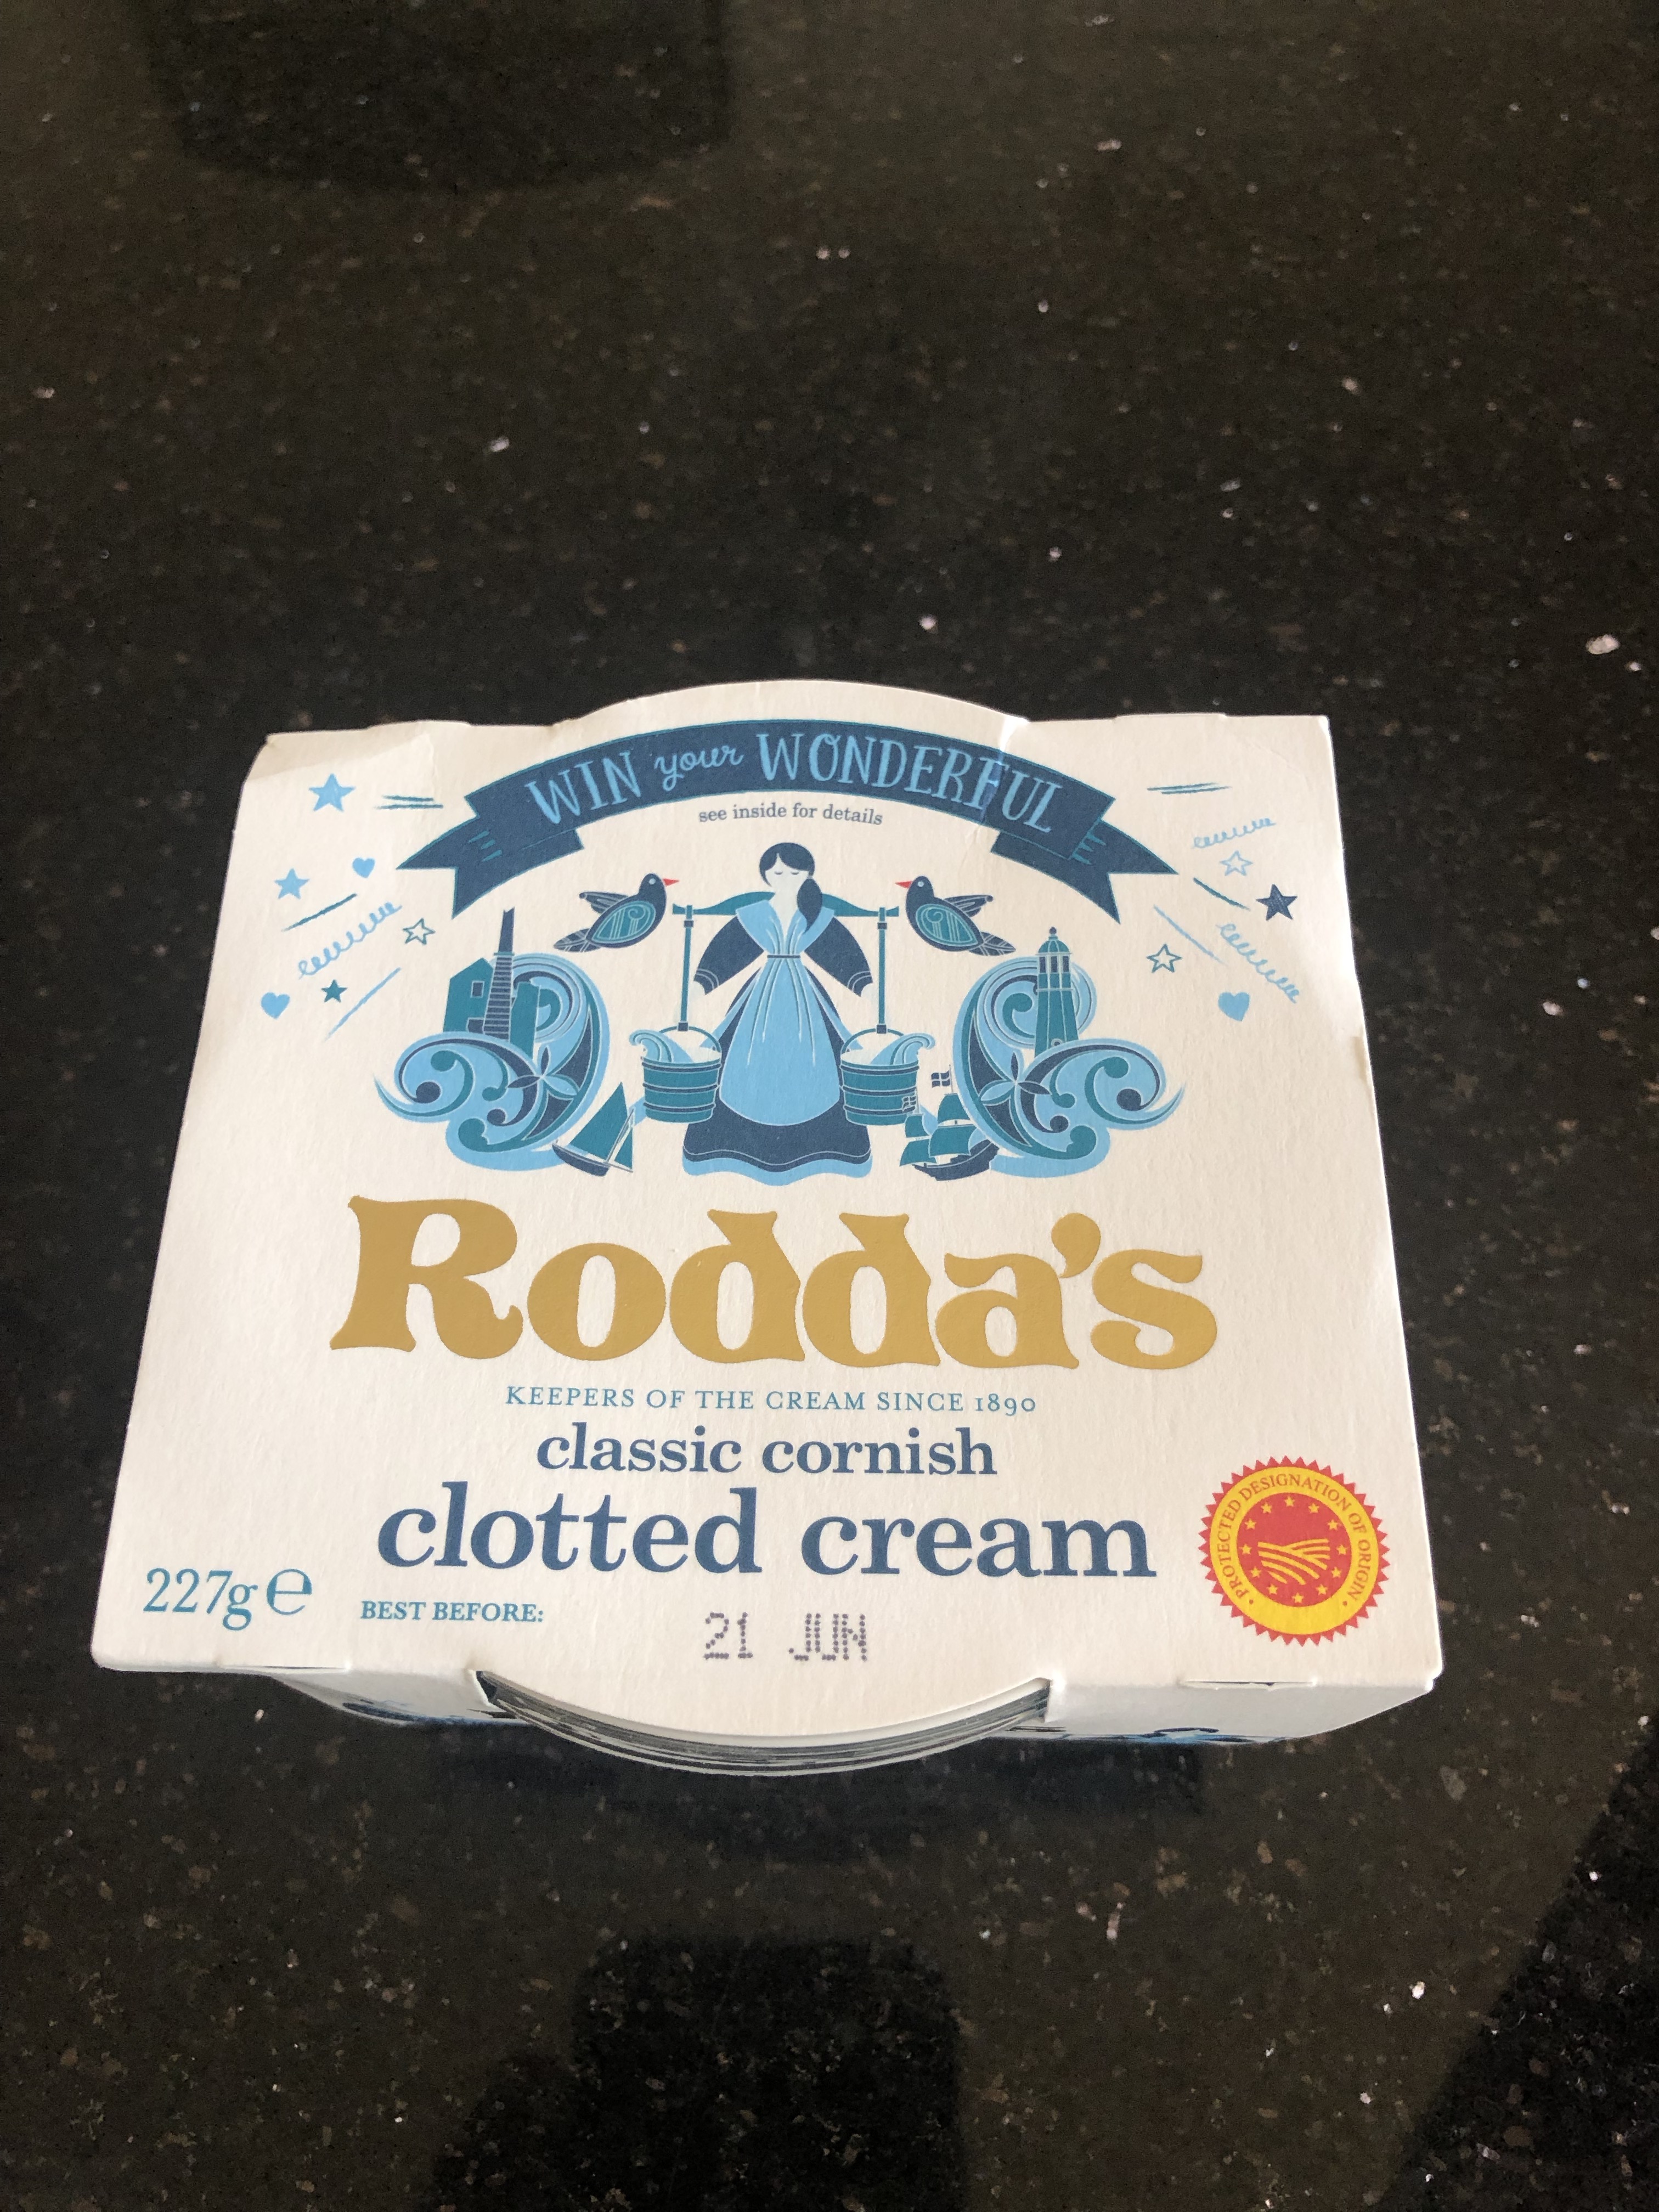 WIN your WONDERFUL
see inside for details
Rodda's
KEEPERS OF THE CREAM SINCE 1890
classic cornish
clotted cream
PROTECTED DESIGNATION OF ORIGIN
227g ℮
BEST BEFORE: 21 JUN